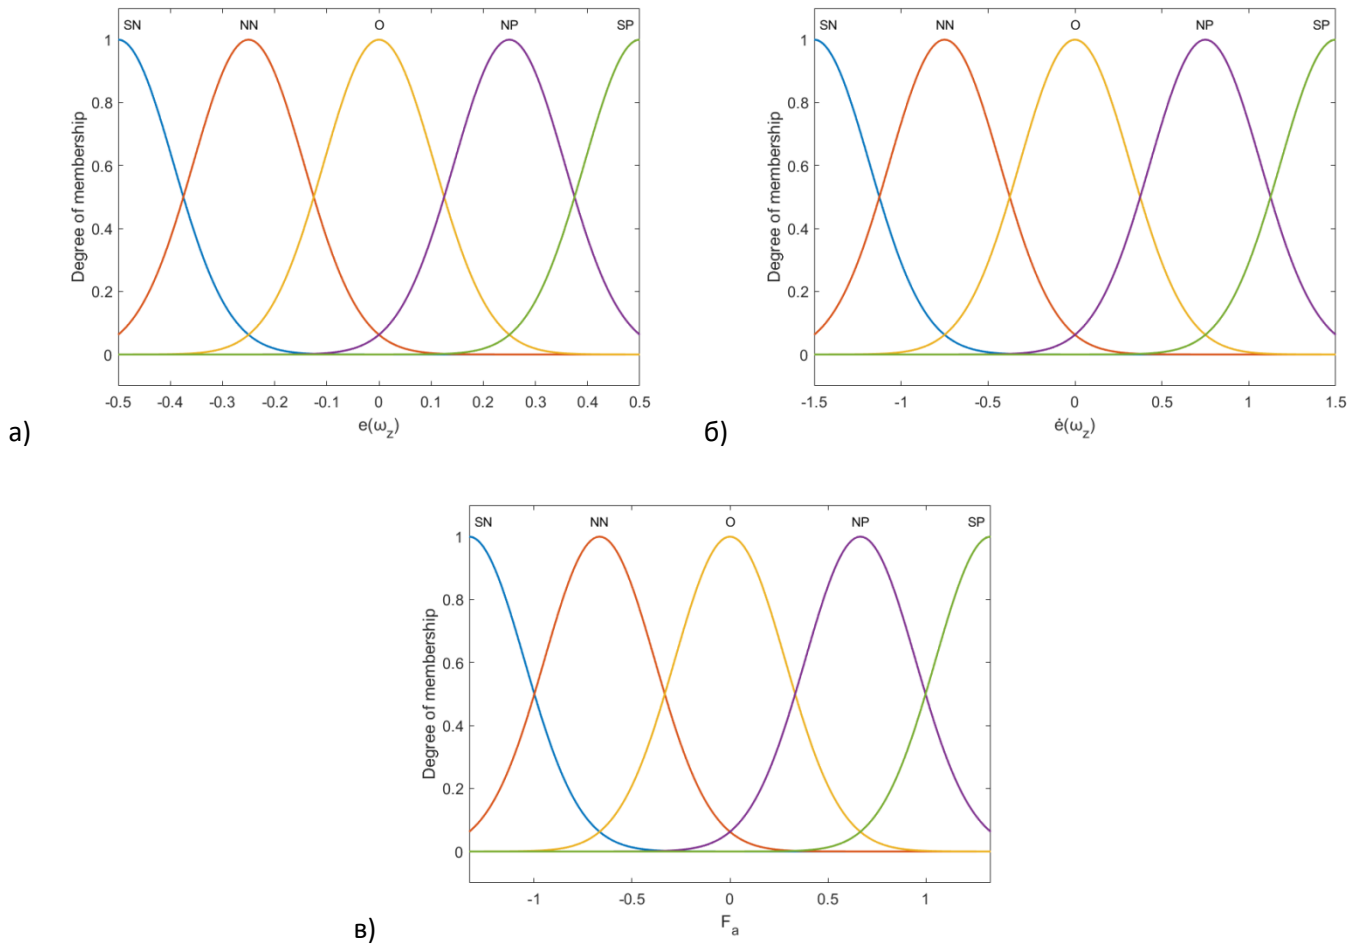 SN NN O NP SP
1
0.8
0.6
0.4
0.2
0
Degree of membership
-0.5 -0.4 -0.3 -0.2 -0.1 0 0.1 0.2 0.3 0.4 0.5
e(ω_z)
а)
SN NN O NP SP
1
0.8
0.6
0.4
0.2
0
Degree of membership
-1.5 -1 -0.5 0 0.5 1 1.5
ė(ω_z)
б)
SN NN O NP SP
1
0.8
0.6
0.4
0.2
0
Degree of membership
-1 -0.5 0 0.5 1
F_a
в)